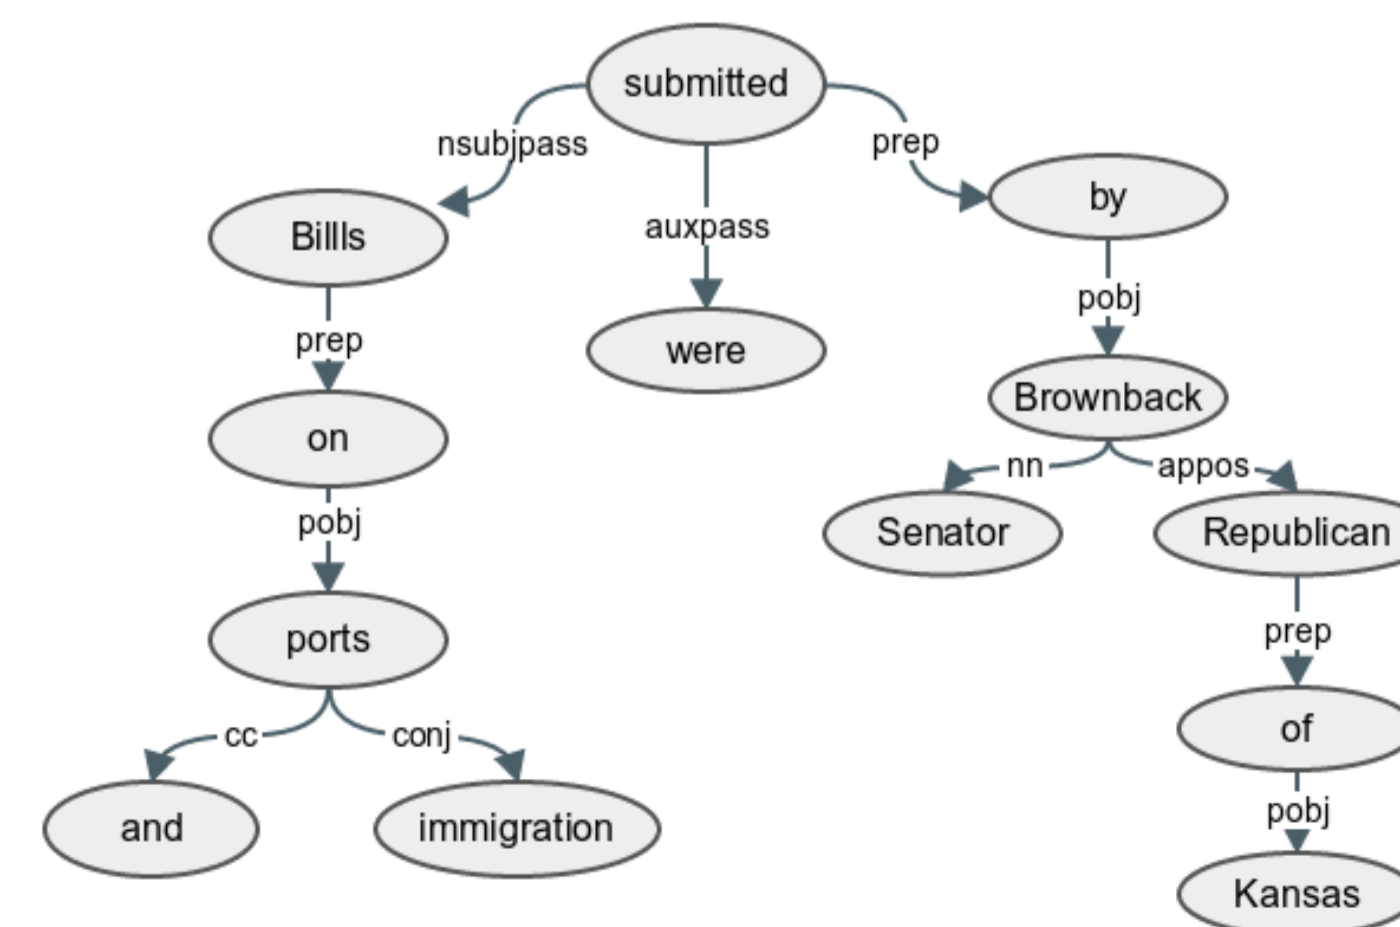 submitted
nsubjpass
prep
Billls
auxpass
by
prep
were
pobj
on
Brownback
pobj
nn
appos
ports
Senator
Republican
cc
conj
prep
and
immigration
of
pobj
Kansas